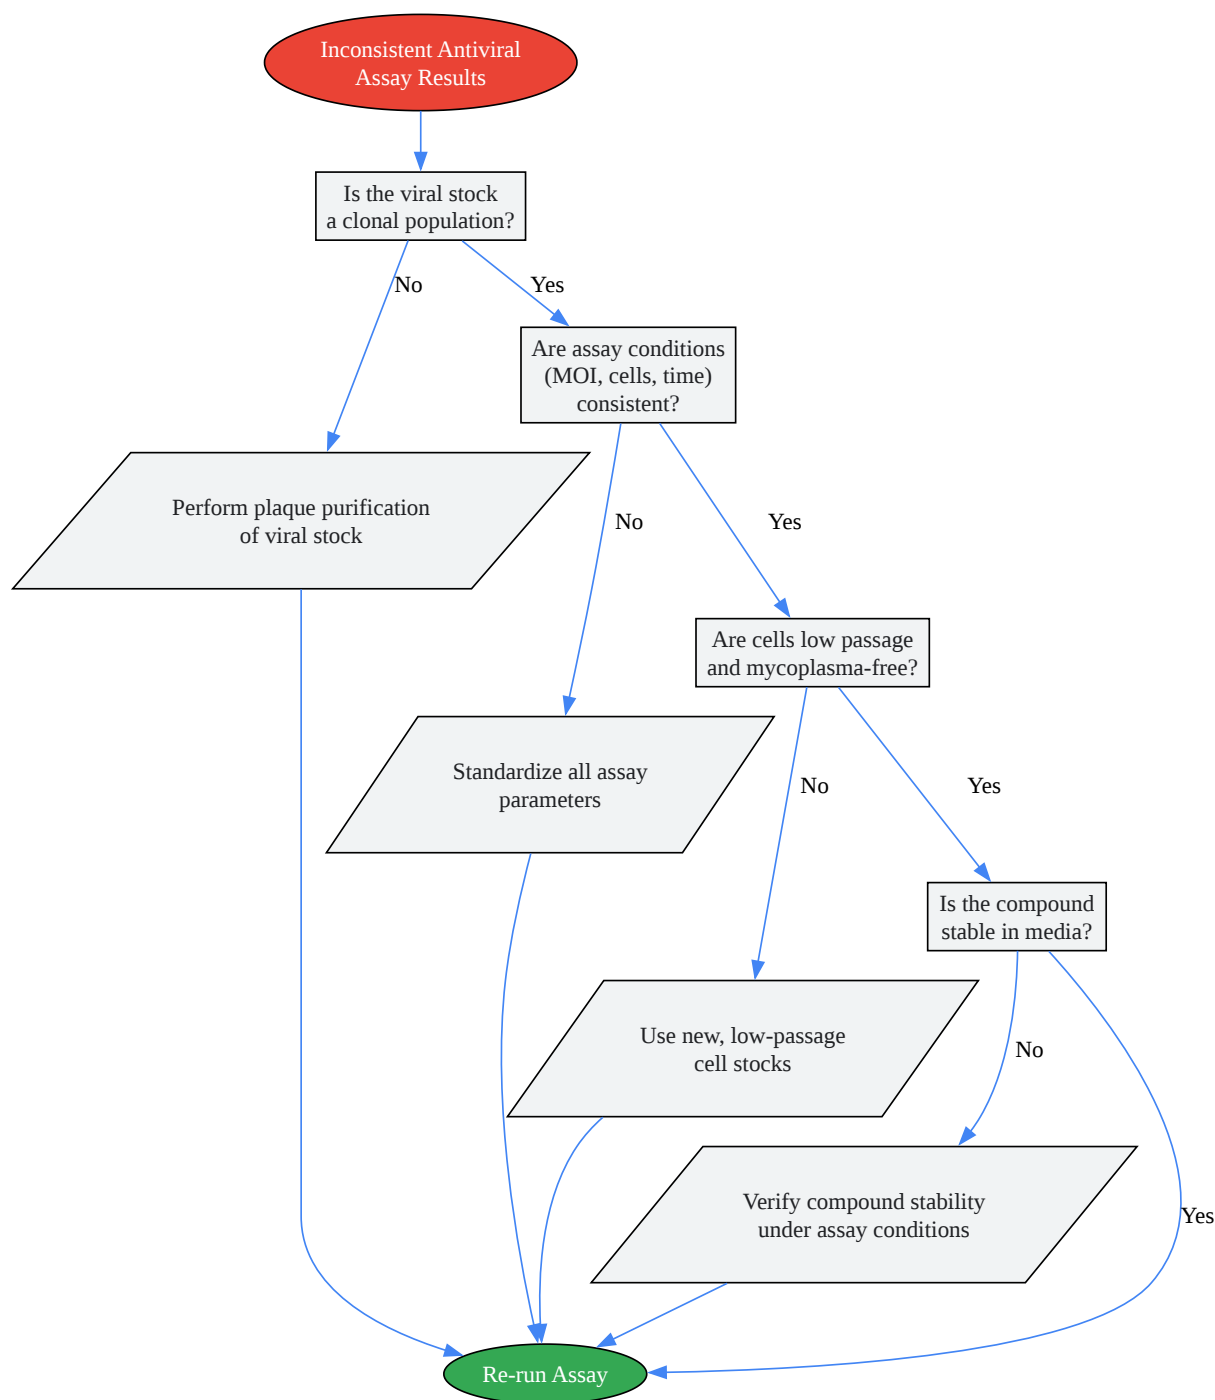 Inconsistent Antiviral
Assay Results
Is the viral stock
a clonal population?
No
Yes
Are assay conditions
(MOI, cells, time)
consistent?
Perform plaque purification
of viral stock
No
Yes
Are cells low passage
and mycoplasma-free?
Standardize all assay
parameters
No
Yes
Is the compound
stable in media?
Use new, low-passage
cell stocks
No
Verify compound stability
under assay conditions
Yes
Re-run Assay